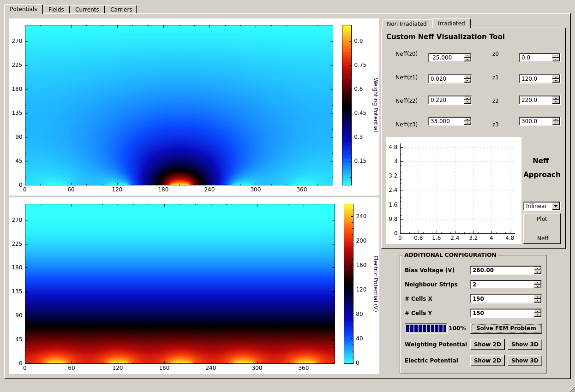 Potentials Fields Currents Carriers
270
225
180
135
90
45
0
0 60 120 180 240 300 360
0.9
0.75
0.6
0.45
0.3
0.15
Weighting Potential
270
225
180
135
90
45
0
0 60 120 180 240 300 360
240
200
160
120
80
40
0
Electric Potential (V)
Non Irradiated Irradiated
Custom Neff Visualization Tool
Neff(z0) -25.000 z0 0.0
Neff(z1) 0.020 z1 120.0
Neff(z2) 0.220 z2 220.0
Neff(z3) 33.000 z3 300.0
4.8
4
3.2
2.4
1.6
0.8
0
0 0.8 1.6 2.4 3.2 4 4.8
Neff
Approach
Trilinear
Plot
Neff
ADDITIONAL CONFIGURATION
Bias Voltage (V) 260.00
Neighbour Strips 2
# Cells X 150
# Cells Y 150
100% Solve FEM Problem
Weighting Potential Show 2D Show 3D
Electric Potential Show 2D Show 3D